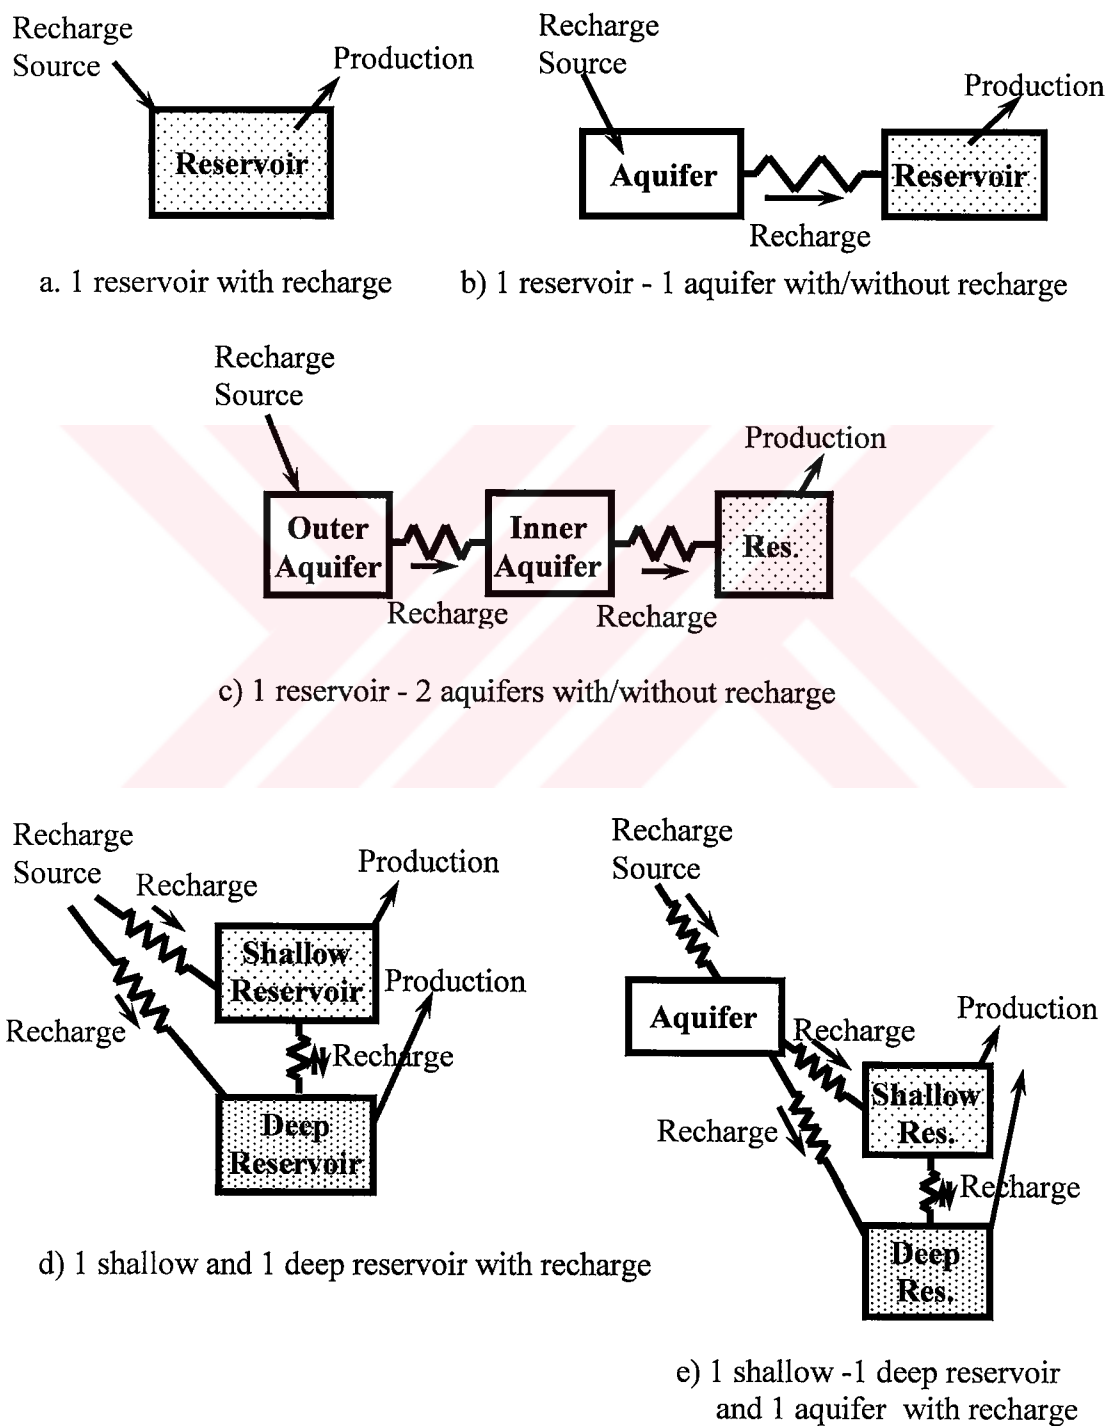 Recharge
Source
Production
Reservoir
a. 1 reservoir with recharge
Recharge
Source
Production
Aquifer
Reservoir
Recharge
b) 1 reservoir - 1 aquifer with/without recharge
Recharge
Source
Production
Outer
Aquifer
Inner
Aquifer
Res.
Recharge
Recharge
c) 1 reservoir - 2 aquifers with/without recharge
Recharge
Source
Recharge
Production
Shallow
Reservoir
Production
Recharge
Recharge
Deep
Reservoir
d) 1 shallow and 1 deep reservoir with recharge
Recharge
Source
Aquifer
Production
Recharge
Shallow
Res.
Recharge
Recharge
Deep
Res.
e) 1 shallow -1 deep reservoir
and 1 aquifer with recharge